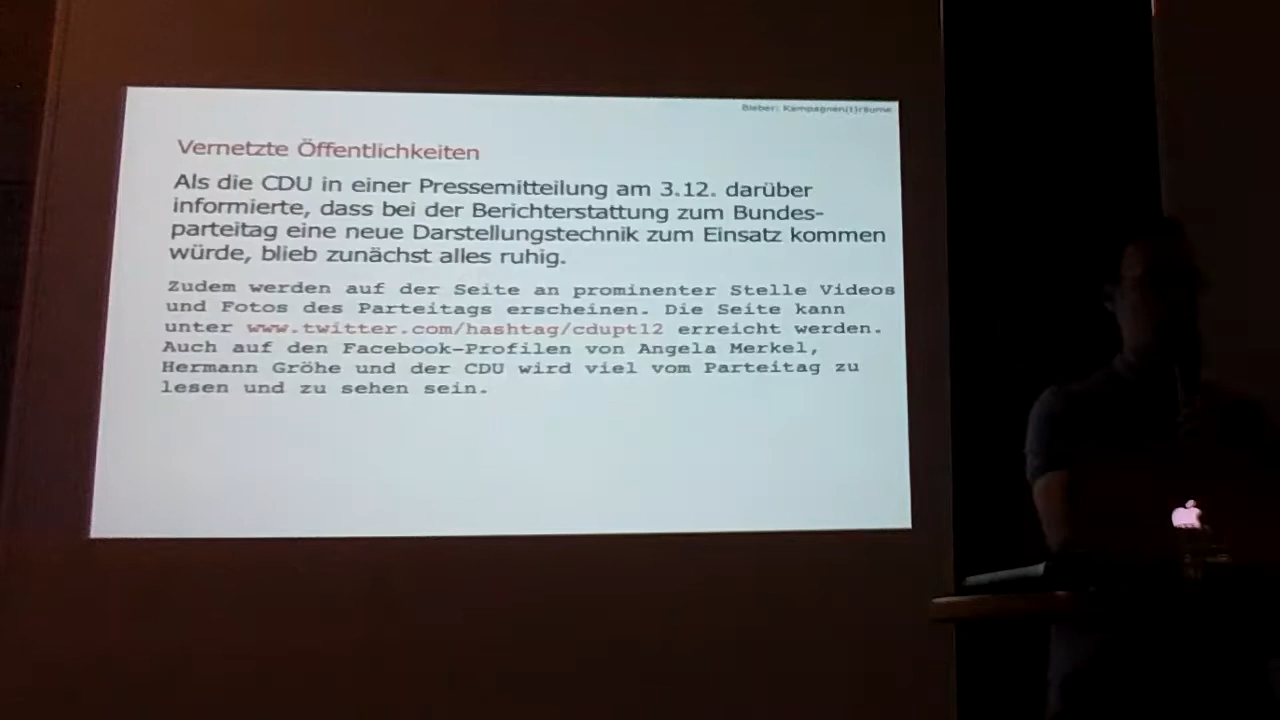 Bieber: Kampagnen(t)räume
Vernetzte Öffentlichkeiten
Als die CDU in einer Pressemitteilung am 3.12. darüber
informierte, dass bei der Berichterstattung zum Bundes-
parteitag eine neue Darstellungstechnik zum Einsatz kommen
würde, blieb zunächst alles ruhig.
Zudem werden auf der Seite an prominenter Stelle Videos
und Fotos des Parteitags erscheinen. Die Seite kann
unter www.twitter.com/hashtag/cdupt12 erreicht werden.
Auch auf den Facebook-Profilen von Angela Merkel,
Hermann Gröhe und der CDU wird viel vom Parteitag zu
lesen und zu sehen sein.